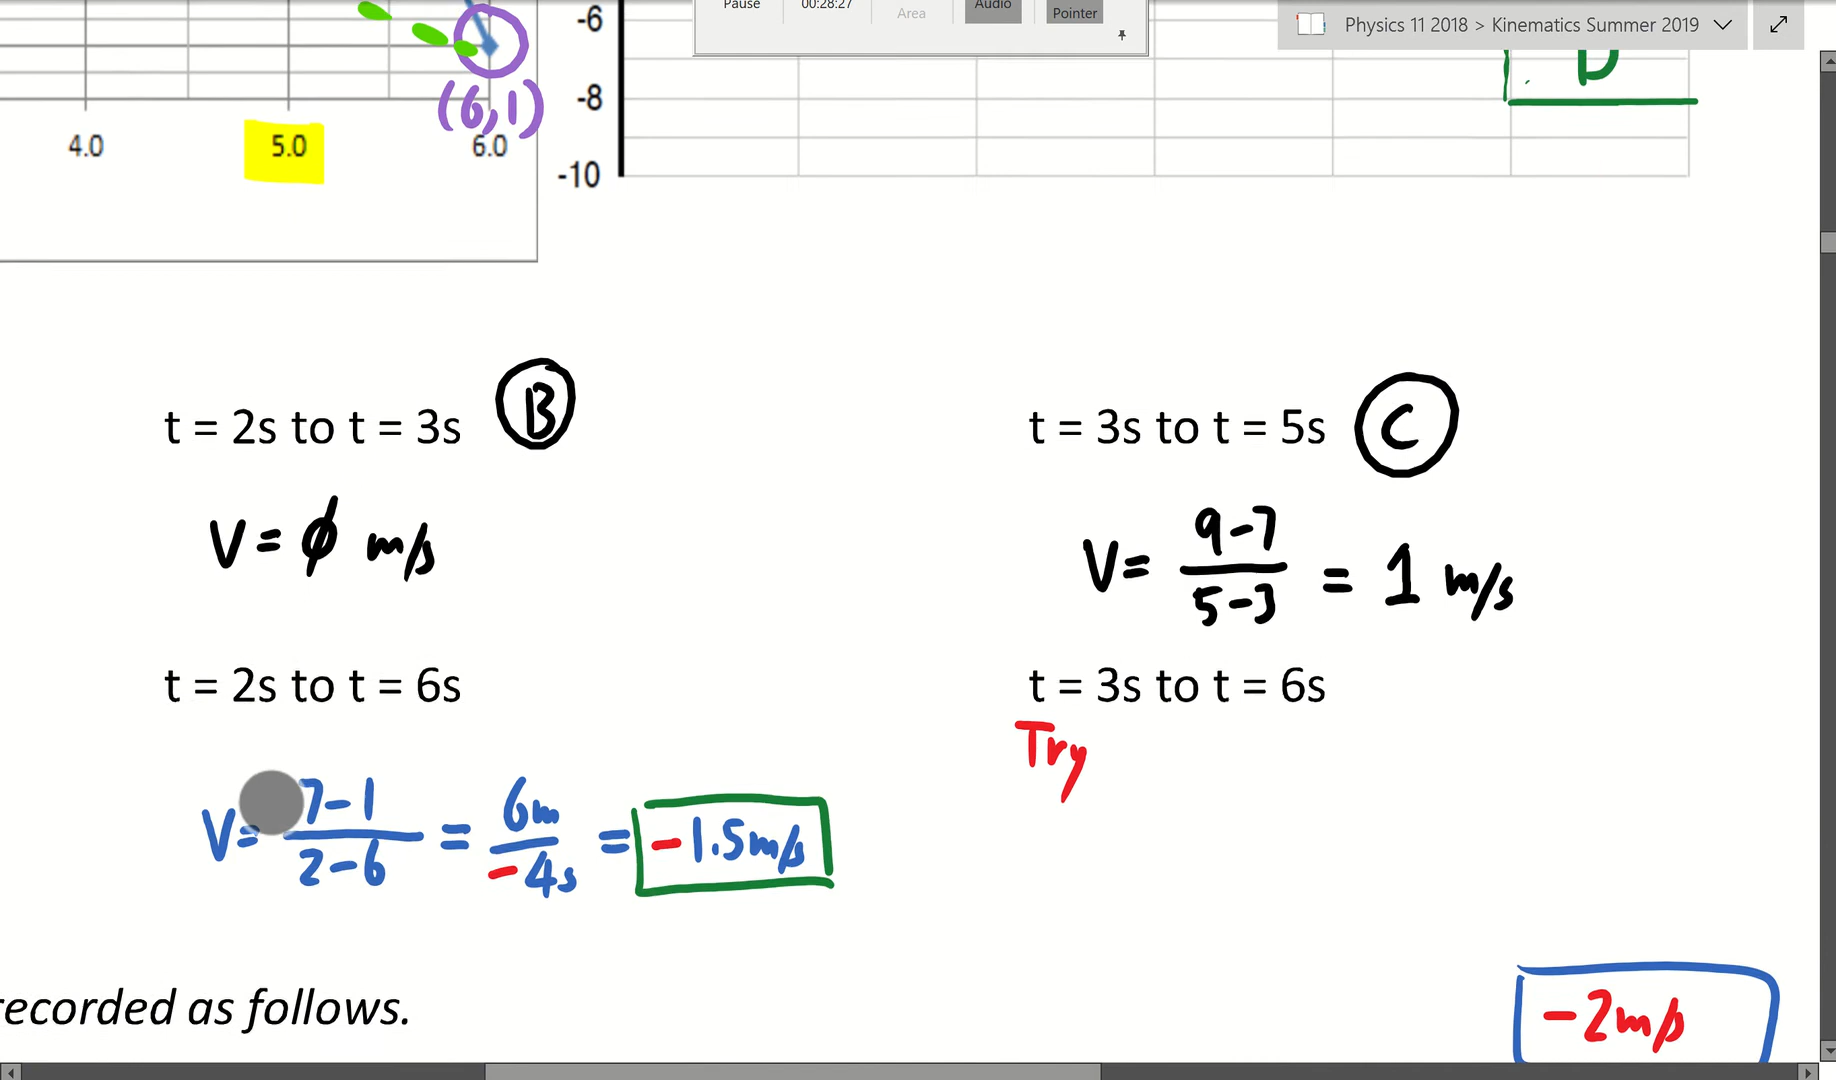 Pause
00:28:27
Area
Audio
Pointer
Physics 11 2018 > Kinematics Summer 2019
-6
-8
-10
D
(6,1)
4.0 5.0 6.0
t = 2s to t = 3s B
V = ϕ m/s
t = 3s to t = 5s C
V = 9-7 / 5-3 = 1 m/s
t = 2s to t = 6s
V= 7-1 / 2-6 = 6m / -4s = -1.5m/s
t = 3s to t = 6s
Try
recorded as follows.
-2m/s